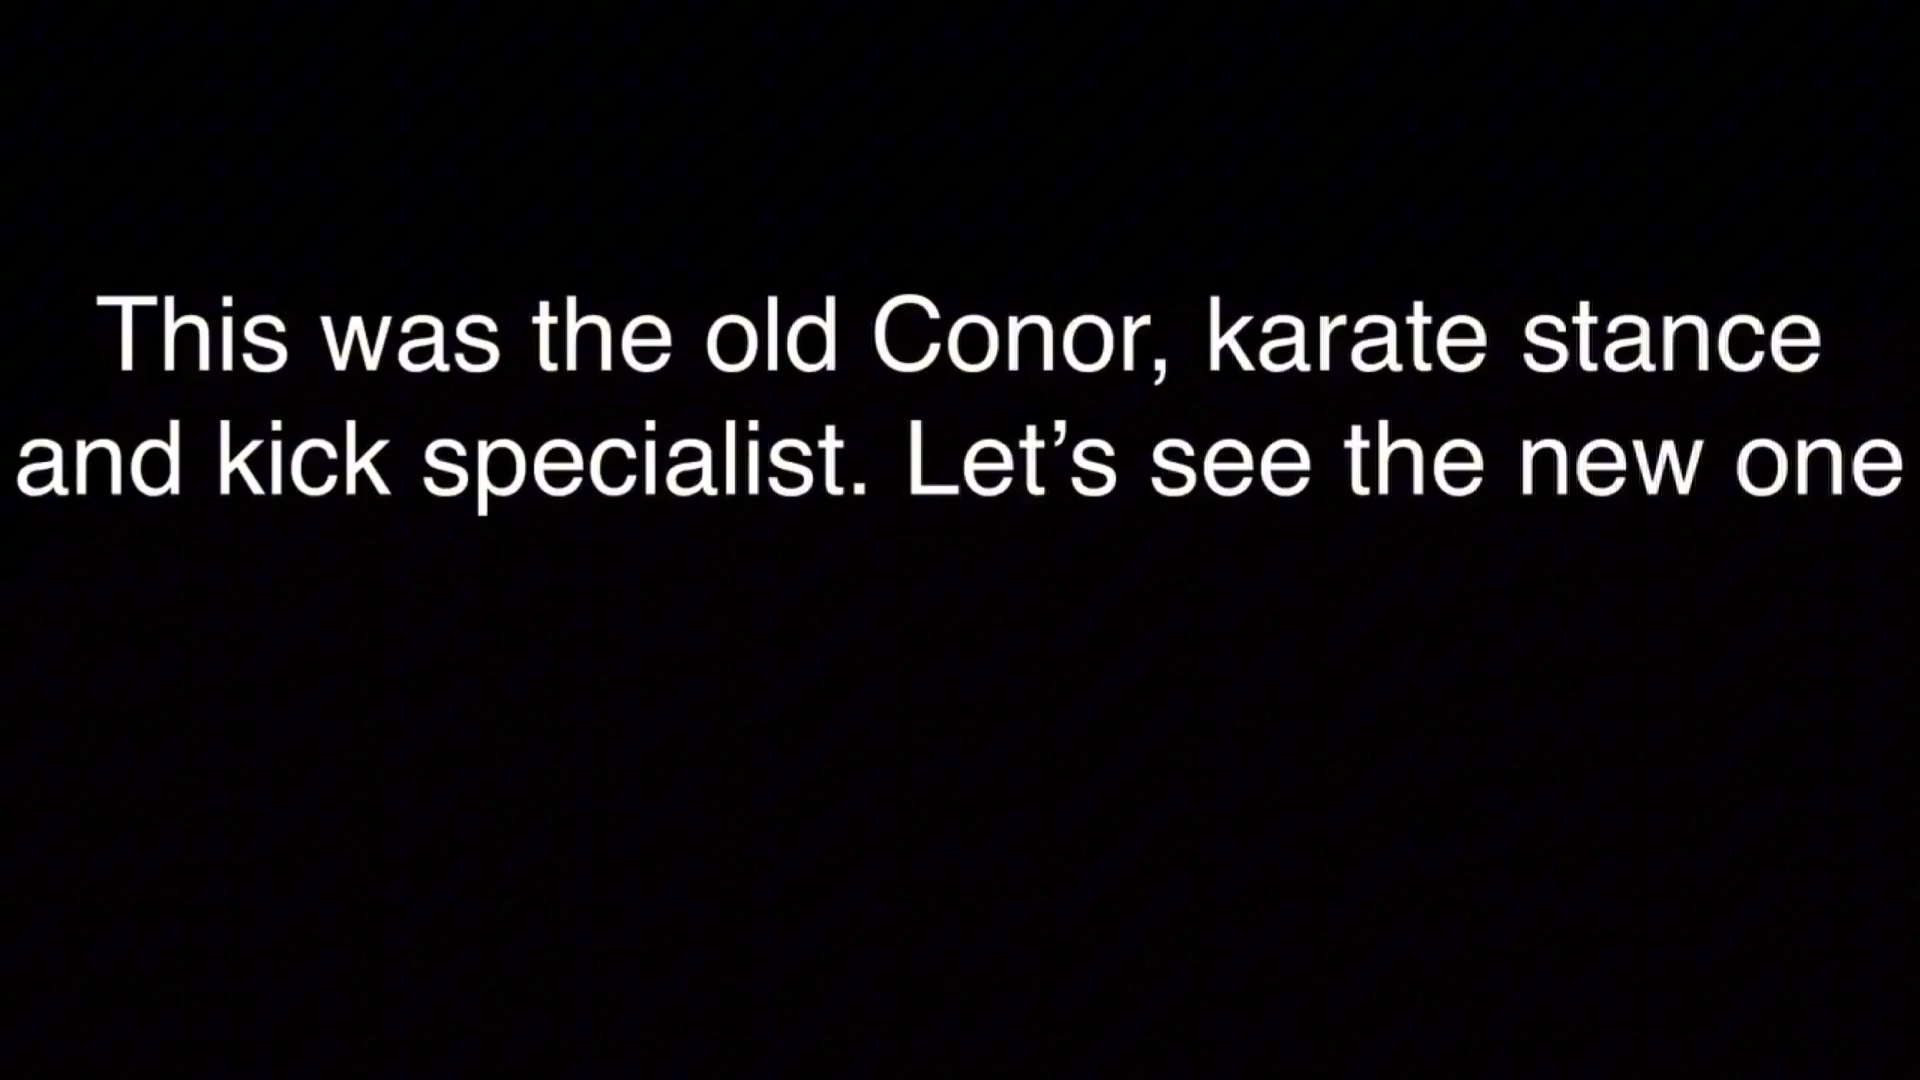 This was the old Conor, karate stance
and kick specialist. Let’s see the new one